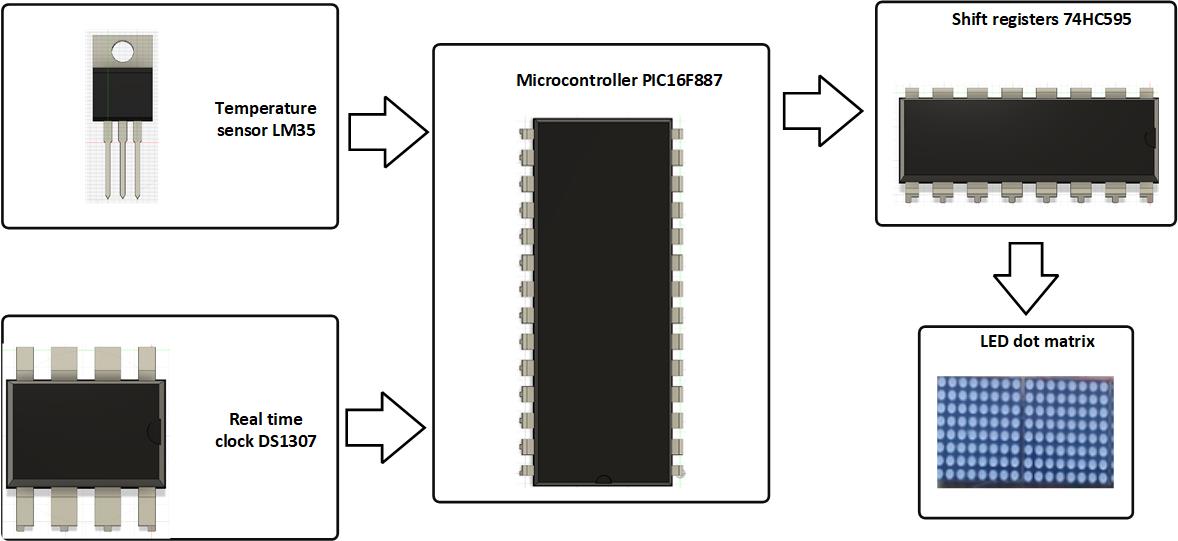 Temperature
sensor LM35
Real time
clock DS1307
Microcontroller PIC16F887
Shift registers 74HC595
LED dot matrix